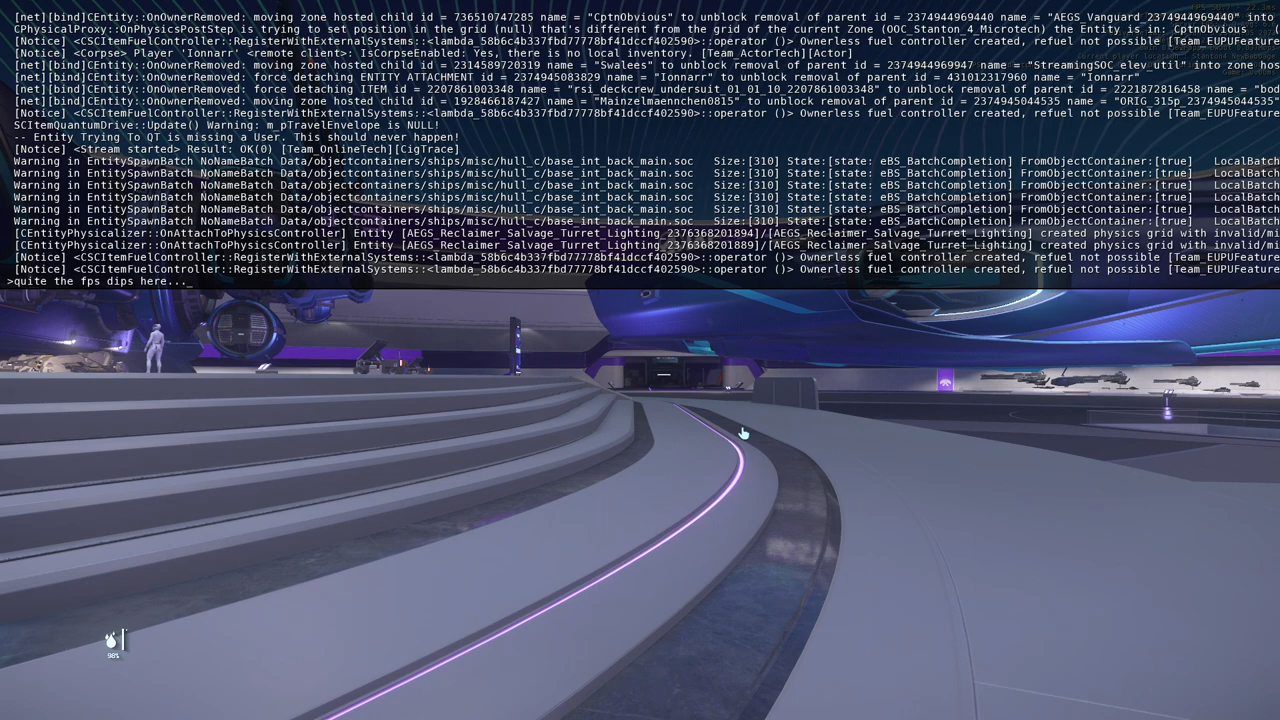 [net][bind]CEntity::OnOwnerRemoved: moving zone hosted child id = 736510747285 name = "CptnObvious" to unblock removal of parent id = 2374944969440 name = "AEGS_Vanguard_2374944969440" into
CPhysicalProxy::OnPhysicsPostStep is trying to set position in the grid (null) that's different from the grid of the current Zone (OOC_Stanton_4_Microtech) the Entity is in: CptnObvious
[Notice] <CSCItemFuelController::RegisterWithExternalSystems::<lambda_58b6c4b337fbd77778bf41dccf402590>::operator ()> Ownerless fuel controller created, refuel not possible [Team_EUPUFeature
[Notice] <Corpse> Player 'Ionnarr' <remote client>: IsCorpseEnabled: Yes, there is no local inventory. [Team_ActorTech][Actor]
[net][bind]CEntity::OnOwnerRemoved: moving zone hosted child id = 2314589720319 name = "Swalees" to unblock removal of parent id = 2374944969947 name = "StreamingSOC_elev_util" into zone hos
[net][bind]CEntity::OnOwnerRemoved: force detaching ENTITY ATTACHMENT id = 2374945083829 name = "Ionnarr" to unblock removal of parent id = 431012317960 name = "Ionnarr"
[net][bind]CEntity::OnOwnerRemoved: force detaching ITEM id = 2207861003348 name = "rsi_deckcrew_undersuit_01_01_10_2207861003348" to unblock removal of parent id = 2221872816458 name = "bod
[net][bind]CEntity::OnOwnerRemoved: moving zone hosted child id = 1928466187427 name = "Mainzelmaennchen0815" to unblock removal of parent id = 2374945044535 name = "ORIG_315p_2374945044535"
[Notice] <CSCItemFuelController::RegisterWithExternalSystems::<lambda_58b6c4b337fbd77778bf41dccf402590>::operator ()> Ownerless fuel controller created, refuel not possible [Team_EUPUFeature
SCItemQuantumDrive::Update() Warning: m_pTravelEnvelope is NULL!
-- Entity Trying To QT is missing a User. This should never happen!
[Notice] <Stream started> Result: OK(0) [Team_OnlineTech][CigTrace]
Warning in EntitySpawnBatch NoNameBatch Data/objectcontainers/ships/misc/hull_c/base_int_back_main.soc   Size:[310] State:[state: eBS_BatchCompletion] FromObjectContainer:[true]   LocalBatch
Warning in EntitySpawnBatch NoNameBatch Data/objectcontainers/ships/misc/hull_c/base_int_back_main.soc   Size:[310] State:[state: eBS_BatchCompletion] FromObjectContainer:[true]   LocalBatch
Warning in EntitySpawnBatch NoNameBatch Data/objectcontainers/ships/misc/hull_c/base_int_back_main.soc   Size:[310] State:[state: eBS_BatchCompletion] FromObjectContainer:[true]   LocalBatch
Warning in EntitySpawnBatch NoNameBatch Data/objectcontainers/ships/misc/hull_c/base_int_back_main.soc   Size:[310] State:[state: eBS_BatchCompletion] FromObjectContainer:[true]   LocalBatch
Warning in EntitySpawnBatch NoNameBatch Data/objectcontainers/ships/misc/hull_c/base_int_back_main.soc   Size:[310] State:[state: eBS_BatchCompletion] FromObjectContainer:[true]   LocalBatch
Warning in EntitySpawnBatch NoNameBatch Data/objectcontainers/ships/misc/hull_c/base_int_back_main.soc   Size:[310] State:[state: eBS_BatchCompletion] FromObjectContainer:[true]   LocalBatch
[CEntityPhysicalizer::OnAttachToPhysicsController] Entity [AEGS_Reclaimer_Salvage_Turret_Lighting_2376368201894]/[AEGS_Reclaimer_Salvage_Turret_Lighting] created physics grid with invalid/mi
[CEntityPhysicalizer::OnAttachToPhysicsController] Entity [AEGS_Reclaimer_Salvage_Turret_Lighting_2376368201889]/[AEGS_Reclaimer_Salvage_Turret_Lighting] created physics grid with invalid/mi
[Notice] <CSCItemFuelController::RegisterWithExternalSystems::<lambda_58b6c4b337fbd77778bf41dccf402590>::operator ()> Ownerless fuel controller created, refuel not possible [Team_EUPUFeature
[Notice] <CSCItemFuelController::RegisterWithExternalSystems::<lambda_58b6c4b337fbd77778bf41dccf402590>::operator ()> Ownerless fuel controller created, refuel not possible [Team_EUPUFeature
>quite the fps dips here..._
98%